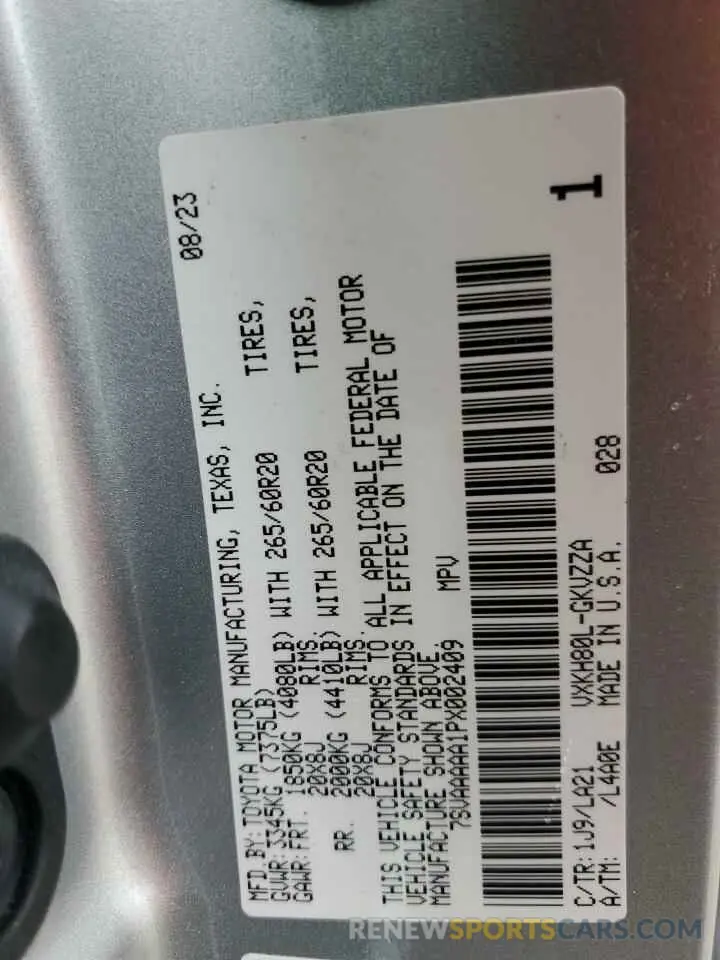 08/23
MFD BY: TOYOTA MOTOR MANUFACTURING, TEXAS, INC.
GVWR: 3345KG (7375LB)
GAWR: FRT. 1850KG (4080LB) WITH 265/60R20 TIRES,
20X8J RIMS;
RR. 2000KG (4410LB) WITH 265/60R20 TIRES,
20X8J RIMS.
THIS VEHICLE CONFORMS TO ALL APPLICABLE FEDERAL MOTOR
VEHICLE SAFETY STANDARDS IN EFFECT ON THE DATE OF
MANUFACTURE SHOWN ABOVE.
7SVAAAAA1PX002409 MPV
C/TR: 1J9/LA21 VXKH80L-GKVZZA 028
A/TM: /L4A0E MADE IN U.S.A.
1
RENEWSPORTSCARS.COM